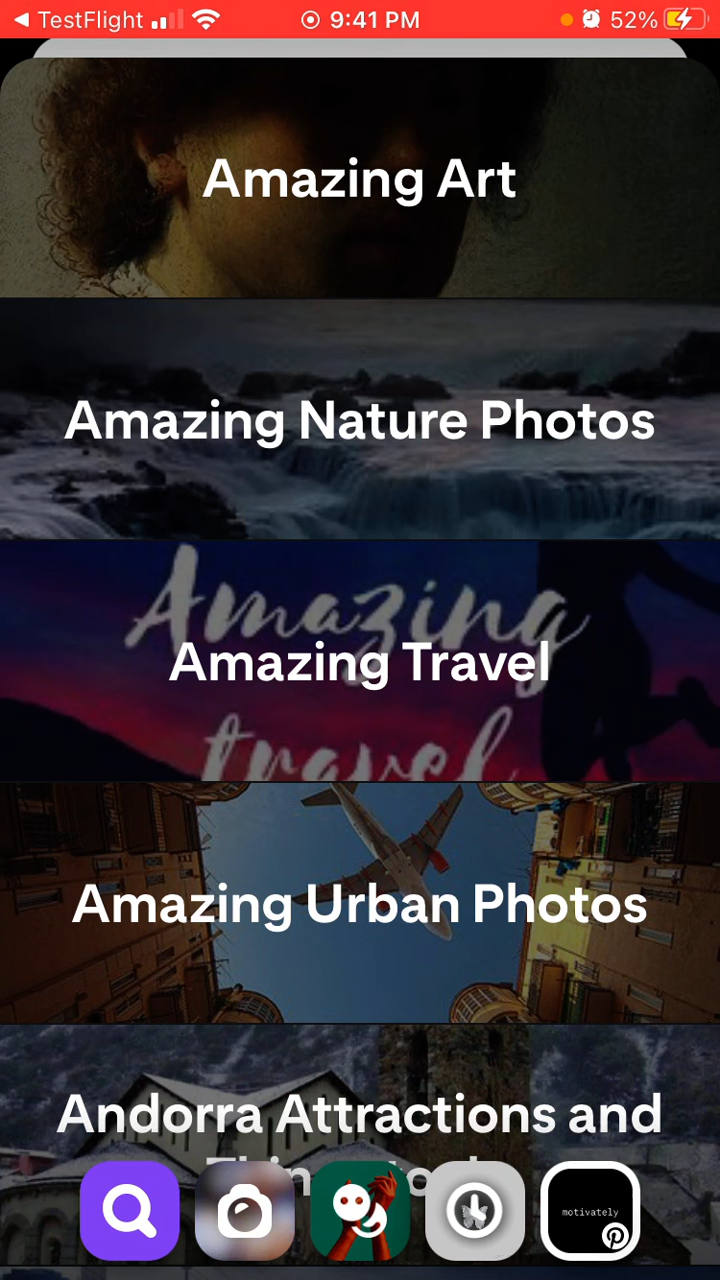 TestFlight
9:41 PM
52%
Amazing Art
Amazing Nature Photos
Amazing
Amazing Travel
travel
Amazing Urban Photos
Andorra Attractions and
motivately